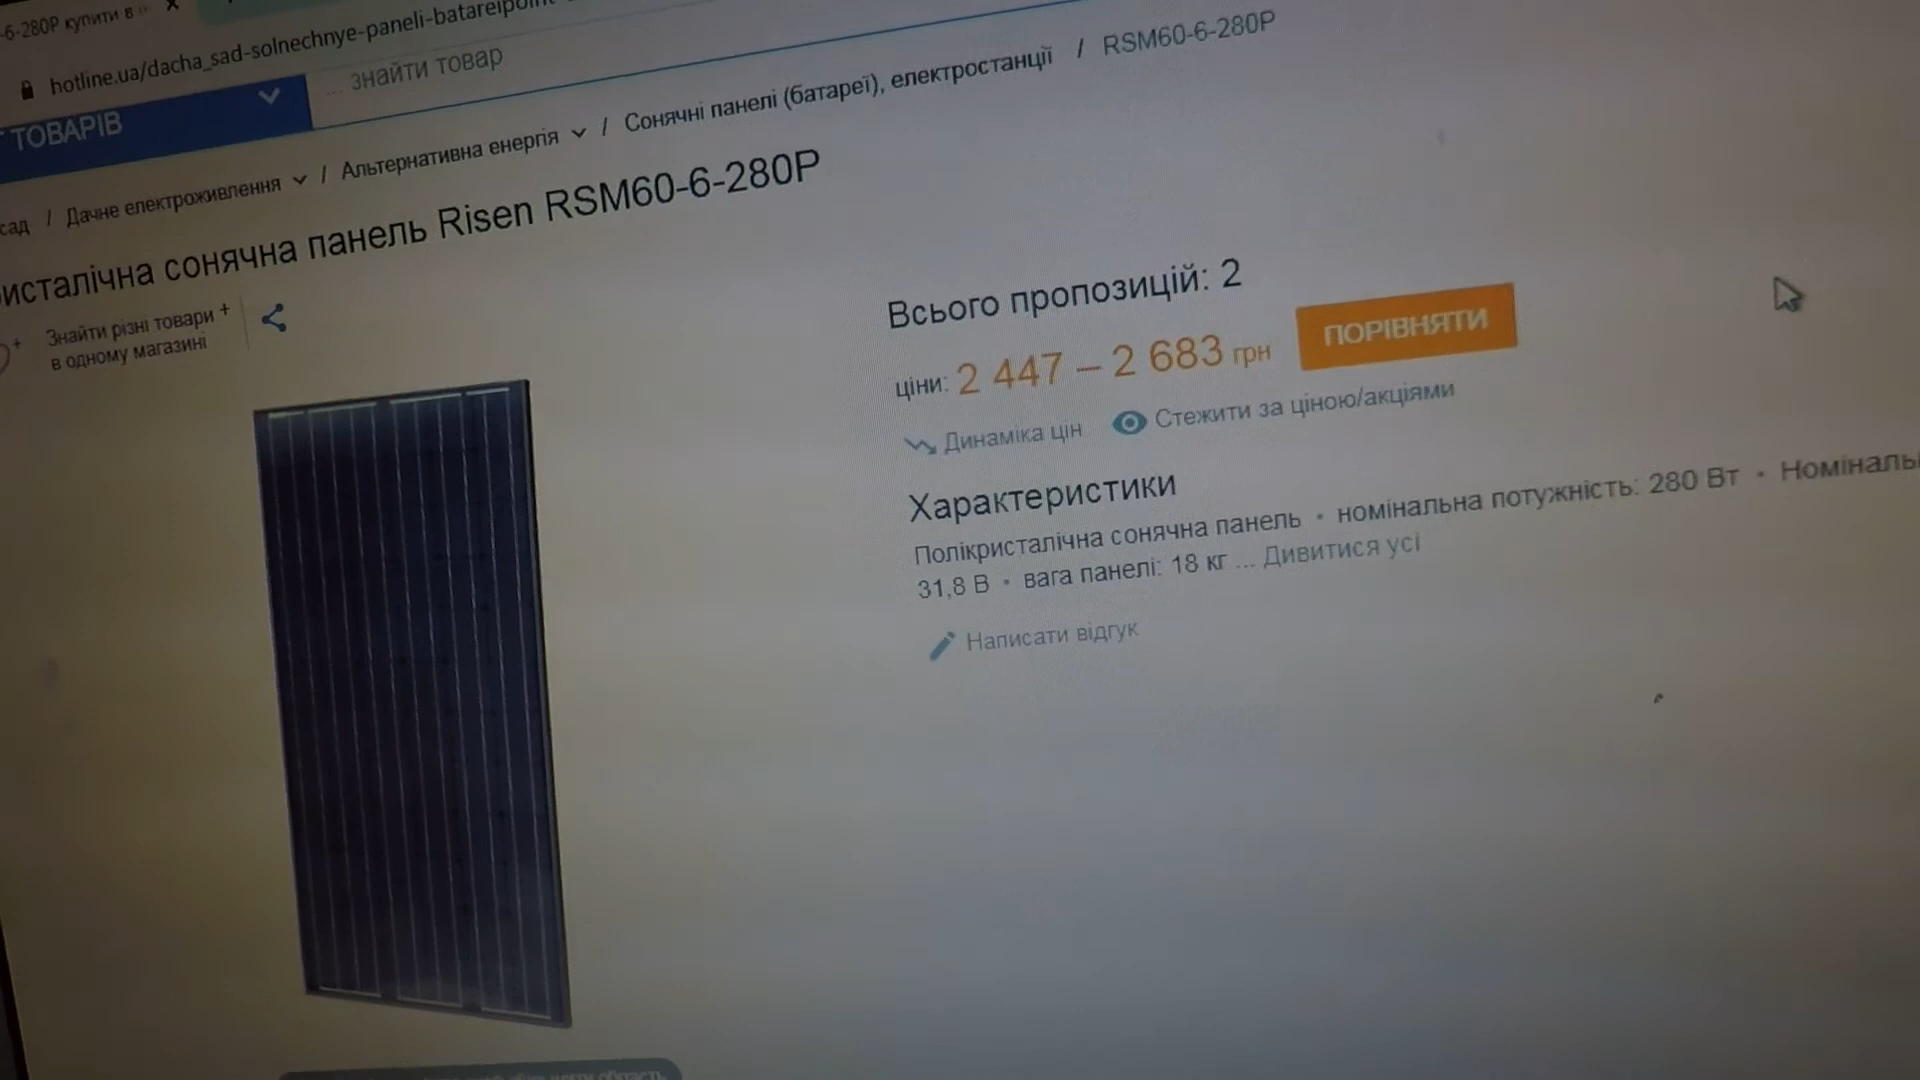 -6-280P купити в
hotline.ua/dacha_sad-solnechnye-paneli-batarei
ТОВАРІВ
... знайти товар
сад / Дачне електроживлення / Альтернативна енергія / Сонячні панелі (батареї), електростанції / RSM60-6-280P
исталічна сонячна панель Risen RSM60-6-280P
Знайти різні товари +
в одному магазині
Всього пропозицій: 2
ціни: 2 447 – 2 683 грн
ПОРІВНЯТИ
Динаміка цін
Стежити за ціною/акціями
Характеристики
Полікристалічна сонячна панель • номінальна потужність: 280 Вт • Номіналь
31,8 В • вага панелі: 18 кг ... Дивитися усі
Написати відгук